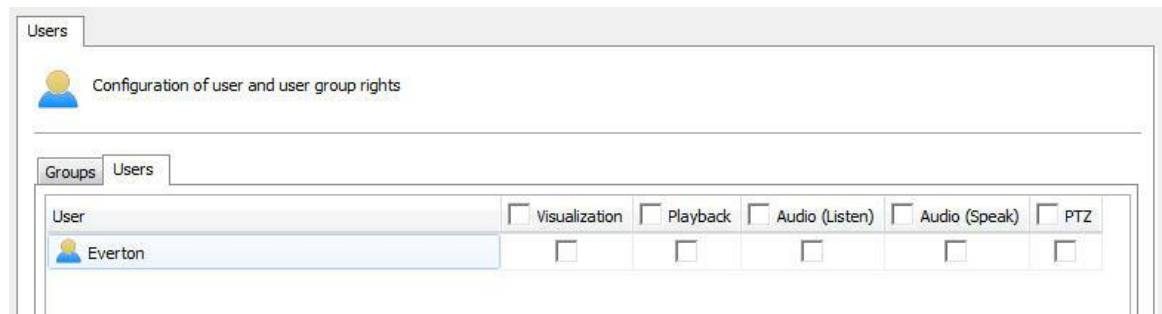 Users
Configuration of user and user group rights
Groups Users
User Visualization Playback Audio (Listen) Audio (Speak) PTZ
Everton